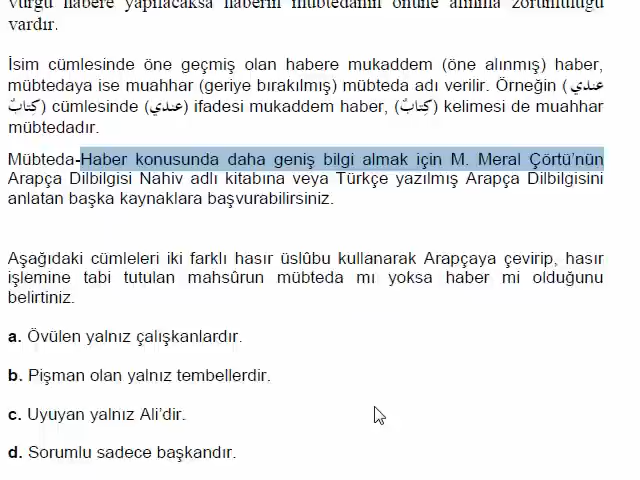 vurgu habere yapılacaksa haberin mübtedanın önüne alınma zorunluluğu
vardır.
İsim cümlesinde öne geçmiş olan habere mukaddem (öne alınmış) haber,
mübtedaya ise muahhar (geriye bırakılmış) mübteda adı verilir. Örneğin (عندي
كِتابٌ) cümlesinde (عندي) ifadesi mukaddem haber, (كِتابٌ) kelimesi de muahhar
mübtedadır.
Mübteda-Haber konusunda daha geniş bilgi almak için M. Meral Çörtü’nün
Arapça Dilbilgisi Nahiv adlı kitabına veya Türkçe yazılmış Arapça Dilbilgisini
anlatan başka kaynaklara başvurabilirsiniz.
Aşağıdaki cümleleri iki farklı hasır üslûbu kullanarak Arapçaya çevirip, hasır
işlemine tabi tutulan mahsûrun mübteda mı yoksa haber mi olduğunu
belirtiniz.
a. Övülen yalnız çalışkanlardır.
b. Pişman olan yalnız tembellerdir.
c. Uyuyan yalnız Ali’dir.
d. Sorumlu sadece başkandır.